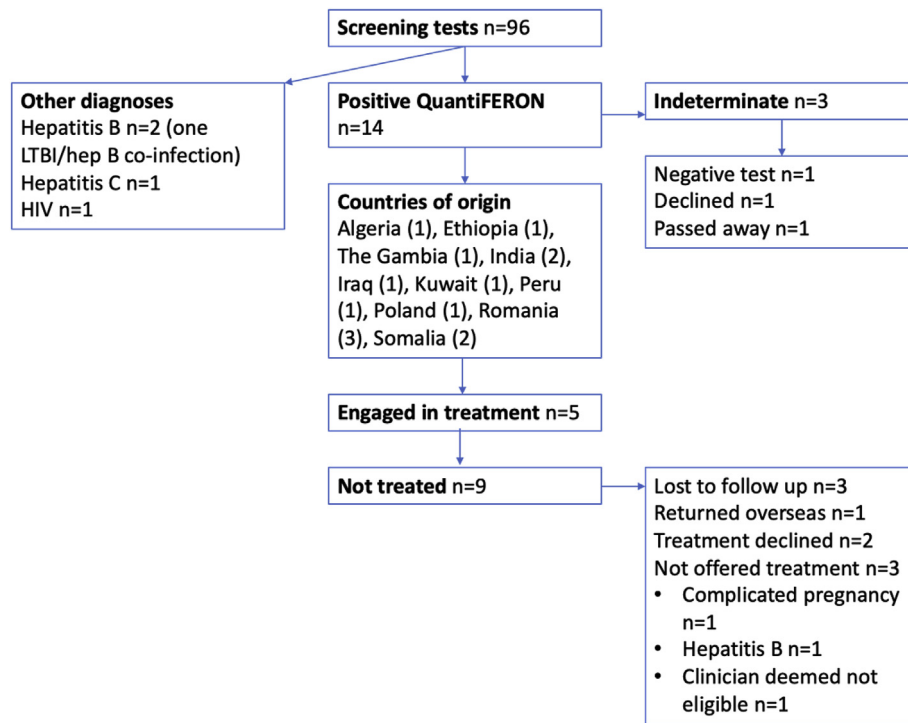 Screening tests n=96
Other diagnoses
Hepatitis B n=2 (one
LTBI/hep B co-infection)
Hepatitis C n=1
HIV n=1
Positive QuantiFERON
n=14
Indeterminate n=3
Negative test n=1
Declined n=1
Passed away n=1
Countries of origin
Algeria (1), Ethiopia (1),
The Gambia (1), India (2),
Iraq (1), Kuwait (1), Peru
(1), Poland (1), Romania
(3), Somalia (2)
Engaged in treatment n=5
Not treated n=9
Lost to follow up n=3
Returned overseas n=1
Treatment declined n=2
Not offered treatment n=3
• Complicated pregnancy
n=1
• Hepatitis B n=1
• Clinician deemed not
eligible n=1